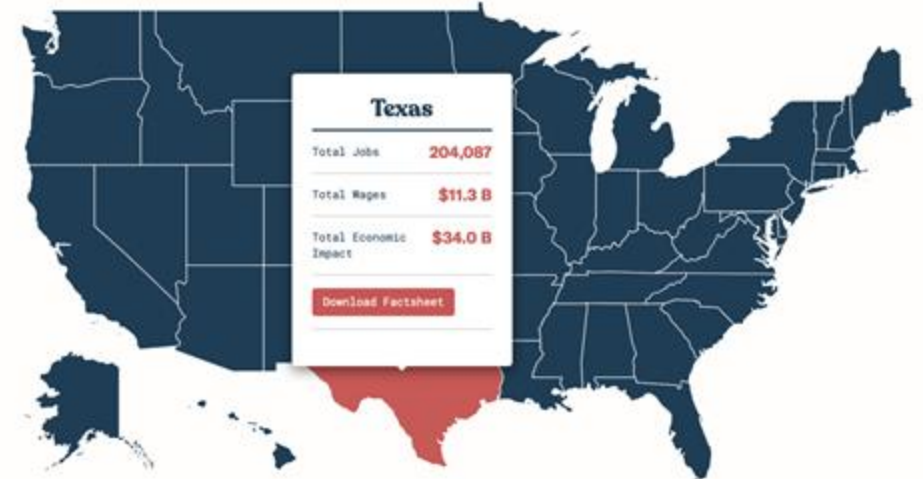 Texas
Total Jobs 204,087
Total Wages $11.3 B
Total Economic $34.0 B
Impact
Download Factsheet